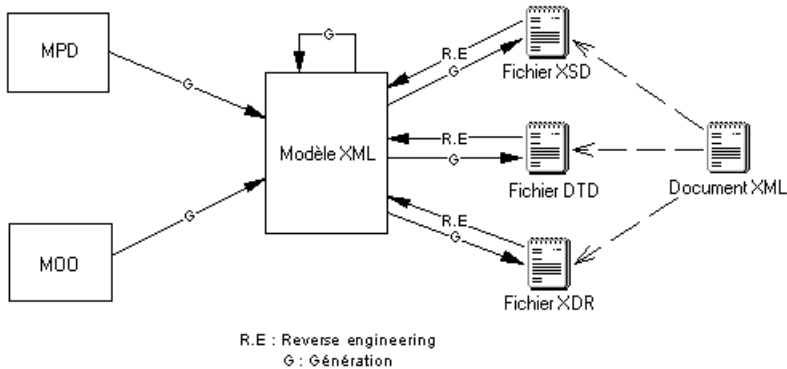 MPD
G
G
R.E
G
Fichier XSD
Modèle XML
R.E
G
Fichier DTD
Document XML
MOO
G
R.E
G
Fichier XDR
R.E : Reverse engineering
G : Génération